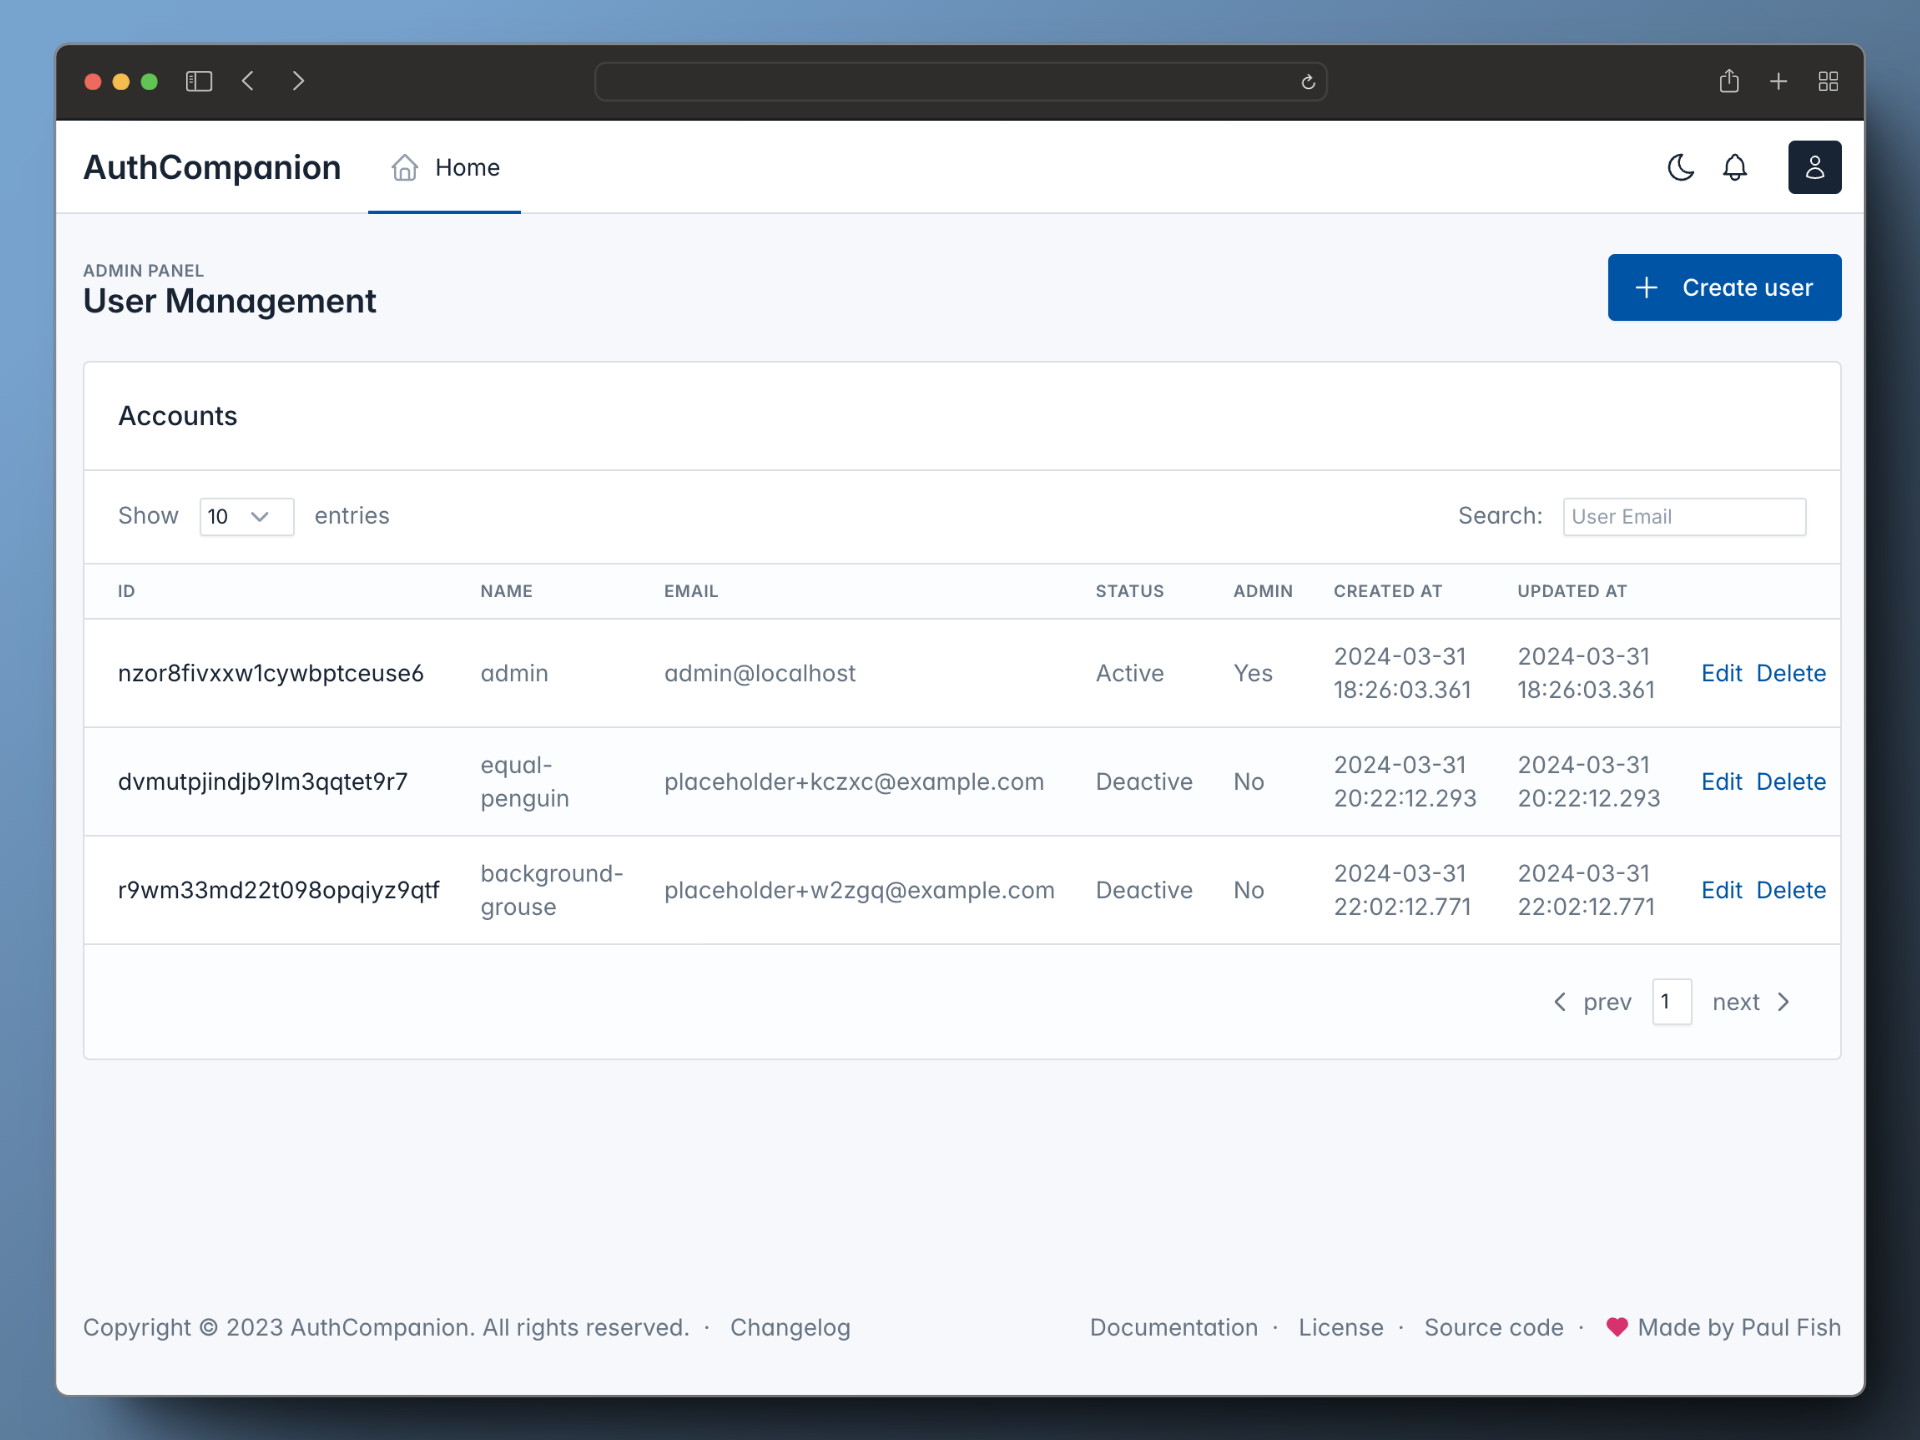 AuthCompanion
Home
ADMIN PANEL
User Management
Create user
Accounts
Show 10 entries
Search: User Email
ID NAME EMAIL STATUS ADMIN CREATED AT UPDATED AT
nzor8fivxxw1cywbptceuse6 admin admin@localhost Active Yes 2024-03-31 18:26:03.361 2024-03-31 18:26:03.361 Edit Delete
dvmutpjindjb9lm3qqtet9r7 equal-penguin placeholder+kczxc@example.com Deactive No 2024-03-31 20:22:12.293 2024-03-31 20:22:12.293 Edit Delete
r9wm33md22t098opqiyz9qtf background-grouse placeholder+w2zgq@example.com Deactive No 2024-03-31 22:02:12.771 2024-03-31 22:02:12.771 Edit Delete
prev 1 next
Copyright © 2023 AuthCompanion. All rights reserved. · Changelog
Documentation · License · Source code · Made by Paul Fish